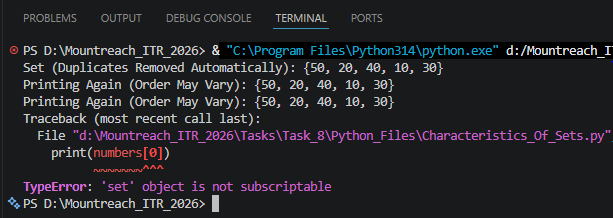 PROBLEMS OUTPUT DEBUG CONSOLE TERMINAL PORTS
PS D:\Mountreach_ITR_2026> & "C:\Program Files\Python314\python.exe" d:/Mountreach_
Set (Duplicates Removed Automatically): {50, 20, 40, 10, 30}
Printing Again (Order May Vary): {50, 20, 40, 10, 30}
Printing Again (Order May Vary): {50, 20, 40, 10, 30}
Traceback (most recent call last):
File "d:\Mountreach_ITR_2026\Tasks\Task_8\Python_Files\Characteristics_Of_Sets.py"
print(numbers[0])
~~~~~~~^^^
TypeError: 'set' object is not subscriptable
PS D:\Mountreach_ITR_2026>